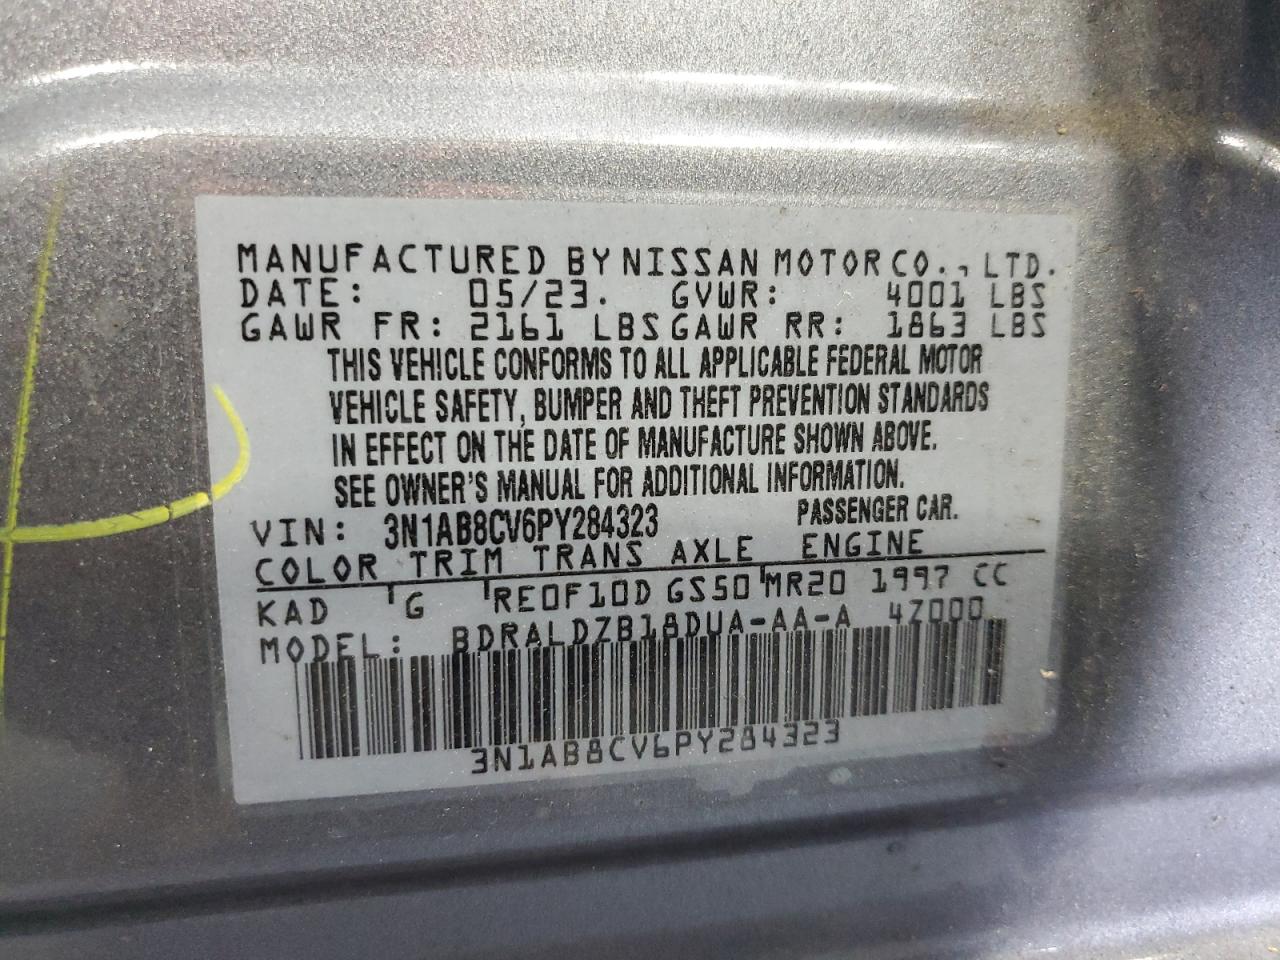 MANUFACTURED BY NISSAN MOTOR CO., LTD.
DATE: 05/23. GVWR: 4001 LBS
GAWR FR: 2161 LBS GAWR RR: 1863 LBS
THIS VEHICLE CONFORMS TO ALL APPLICABLE FEDERAL MOTOR
VEHICLE SAFETY, BUMPER AND THEFT PREVENTION STANDARDS
IN EFFECT ON THE DATE OF MANUFACTURE SHOWN ABOVE.
SEE OWNER'S MANUAL FOR ADDITIONAL INFORMATION.
VIN: 3N1AB8CV6PY284323 PASSENGER CAR.
COLOR TRIM TRANS AXLE ENGINE
KAD G RE0F10D GS50 MR20 1997 CC
MODEL: BDRALDZB18DUA-AA-A 4Z000
3N1AB8CV6PY284323